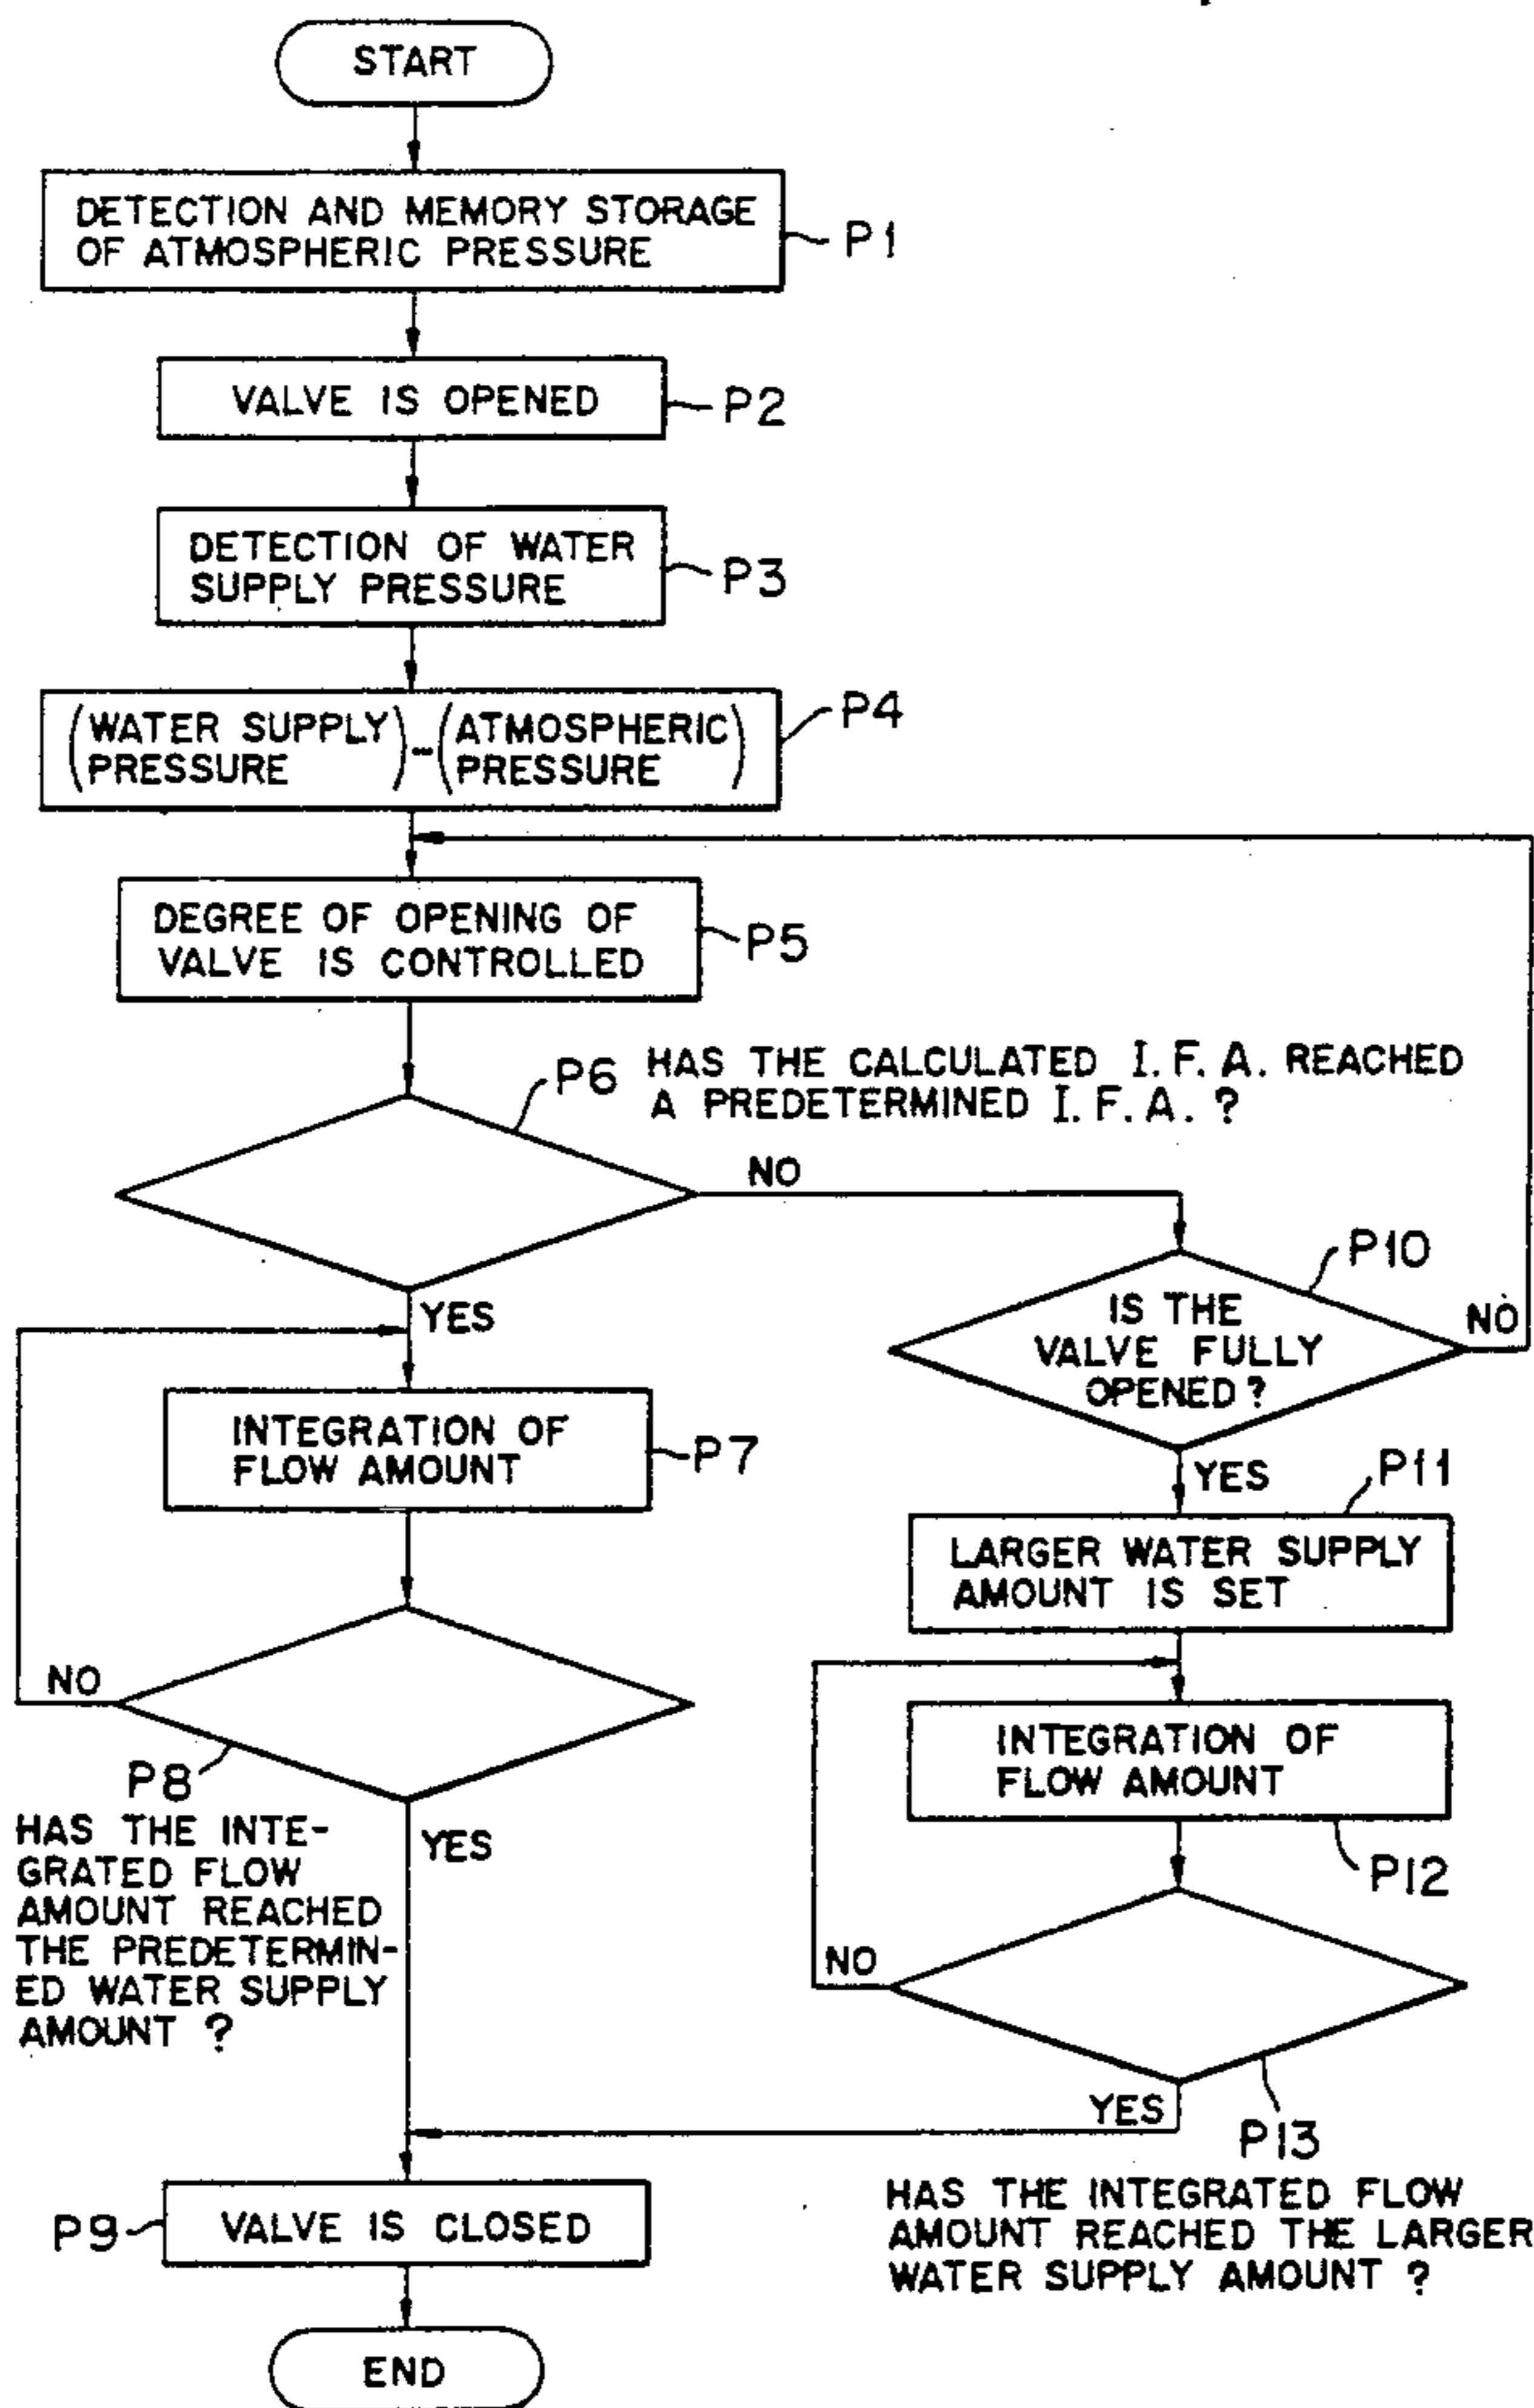 START
DETECTION AND MEMORY STORAGE
OF ATMOSPHERIC PRESSURE
P1
VALVE IS OPENED
P2
DETECTION OF WATER
SUPPLY PRESSURE
P3
(WATER SUPPLY PRESSURE) - (ATMOSPHERIC PRESSURE)
P4
DEGREE OF OPENING OF
VALVE IS CONTROLLED
P5
P6
HAS THE CALCULATED I.F.A. REACHED
A PREDETERMINED I.F.A.?
NO
YES
P10
IS THE
VALVE FULLY
OPENED?
NO
YES
INTEGRATION OF
FLOW AMOUNT
P7
P11
LARGER WATER SUPPLY
AMOUNT IS SET
NO
P8
HAS THE INTE-
GRATED FLOW
AMOUNT REACHED
THE PREDETERMIN-
ED WATER SUPPLY
AMOUNT ?
YES
INTEGRATION OF
FLOW AMOUNT
P12
NO
YES
P13
HAS THE INTEGRATED FLOW
AMOUNT REACHED THE LARGER
WATER SUPPLY AMOUNT ?
P9
VALVE IS CLOSED
END